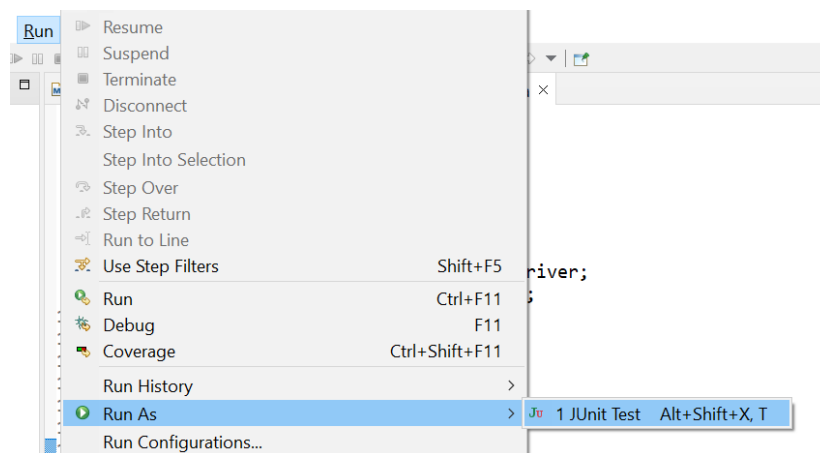 Run
Resume
Suspend
Terminate
Disconnect
Step Into
Step Into Selection
Step Over
Step Return
Run to Line
Use Step Filters Shift+F5
river;
;
Run Ctrl+F11
Debug F11
Coverage Ctrl+Shift+F11
Run History
Run As
Ju 1 JUnit Test Alt+Shift+X, T
Run Configurations...